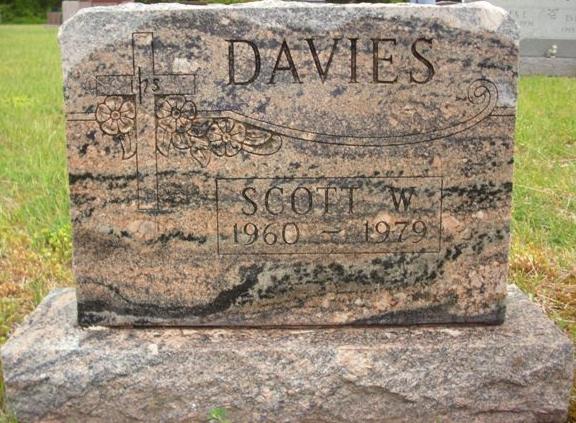 DAVIES
IHS
SCOTT W
1960 ~ 1979